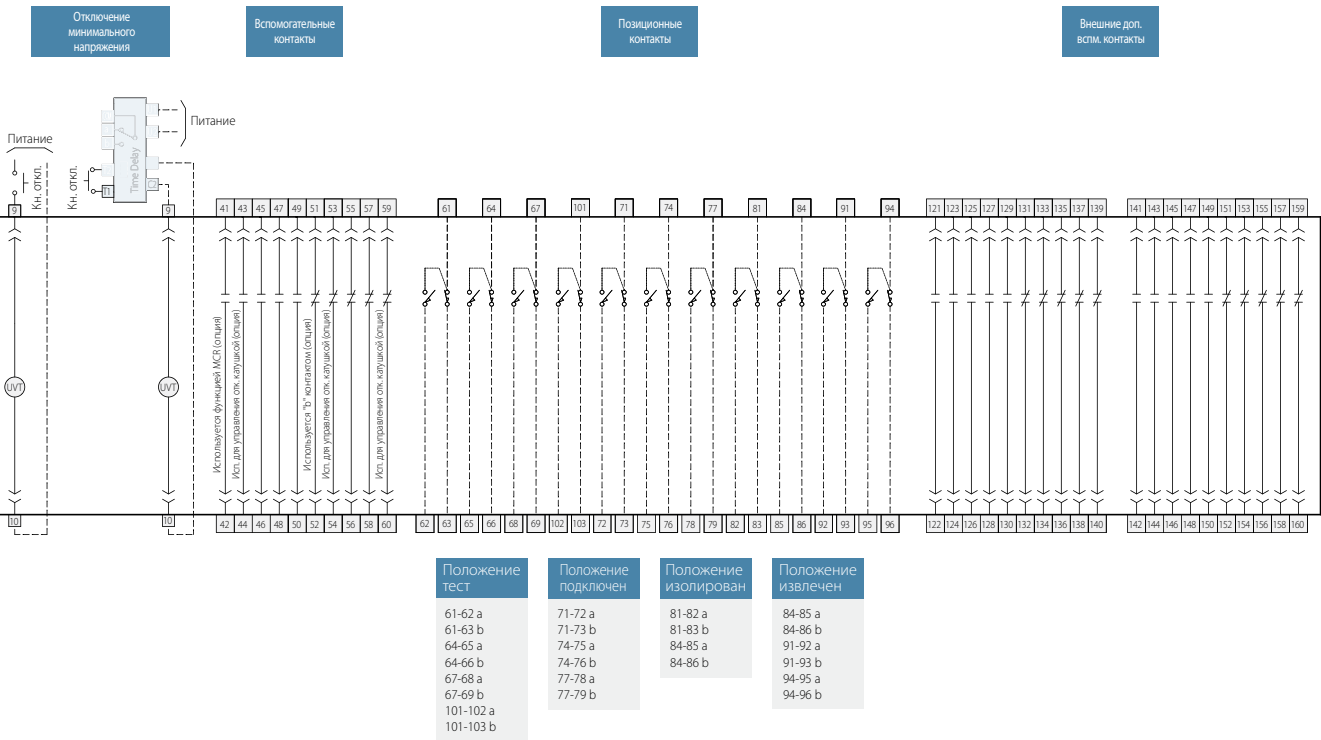 Отключение
минимального
напряжения
Вспомогательные
контакты
Позиционные
контакты
Внешние доп.
вспм. контакты
Питание
Питание
Кн. откл.
Кн. откл.
Time Delay
T1
Ω
9
9
41 43 45 47 49 51 53 55 57 59
61 64 67 101 71 74 77 81 84 91 94
121 123 125 127 129 131 133 135 137 139
141 143 145 147 149 151 153 155 157 159
Используется функцией MCR (опция)
Исп. для управления отк. катушкой (опция)
Используется "b" контактом (опция)
Исп. для управления отк. катушкой (опция)
Исп. для управления отк. катушкой (опция)
UVT
UVT
10
10
42 44 46 48 50 52 54 56 58 60
62 63 65 66 68 69 102 103 72 73 75 76 78 79 82 83 85 86 92 93 95 96
122 124 126 128 130 132 134 136 138 140
142 144 146 148 150 152 154 156 158 160
Положение
тест
61-62 a
61-63 b
64-65 a
64-66 b
67-68 a
67-69 b
101-102 a
101-103 b
Положение
подключен
71-72 a
71-73 b
74-75 a
74-76 b
77-78 a
77-79 b
Положение
изолирован
81-82 a
81-83 b
84-85 a
84-86 b
Положение
извлечен
84-85 a
84-86 b
91-92 a
91-93 b
94-95 a
94-96 b